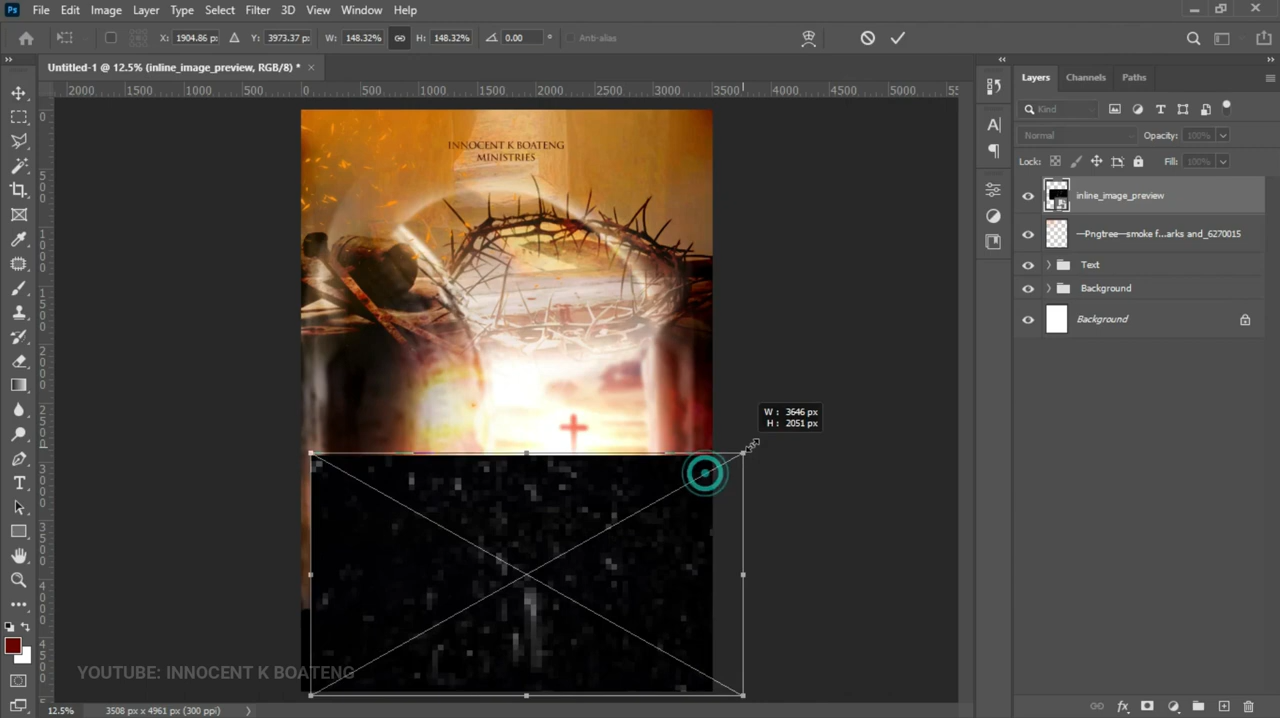 Ps File Edit Image Layer Type Select Filter 3D View Window Help
X: 1904.86 px Y: 3973.37 px W: 148.32% H: 148.32% 0.00 ° Anti-alias
Untitled-1 @ 12.5% (inline_image_preview, RGB/8) * ×
2000 1500 1000 500 0 500 1000 1500 2000 2500 3000 3500 4000 4500 5000
INNOCENT K BOATENG
MINISTRIES
W : 3646 px
H : 2051 px
YOUTUBE: INNOCENT K BOATENG
12.5% 3508 px x 4961 px (300 ppi)
Layers Channels Paths
Kind
Normal Opacity: 100%
Lock: Fill: 100%
inline_image_preview
—Pngtree—smoke f...arks and_6270015
Text
Background
Background